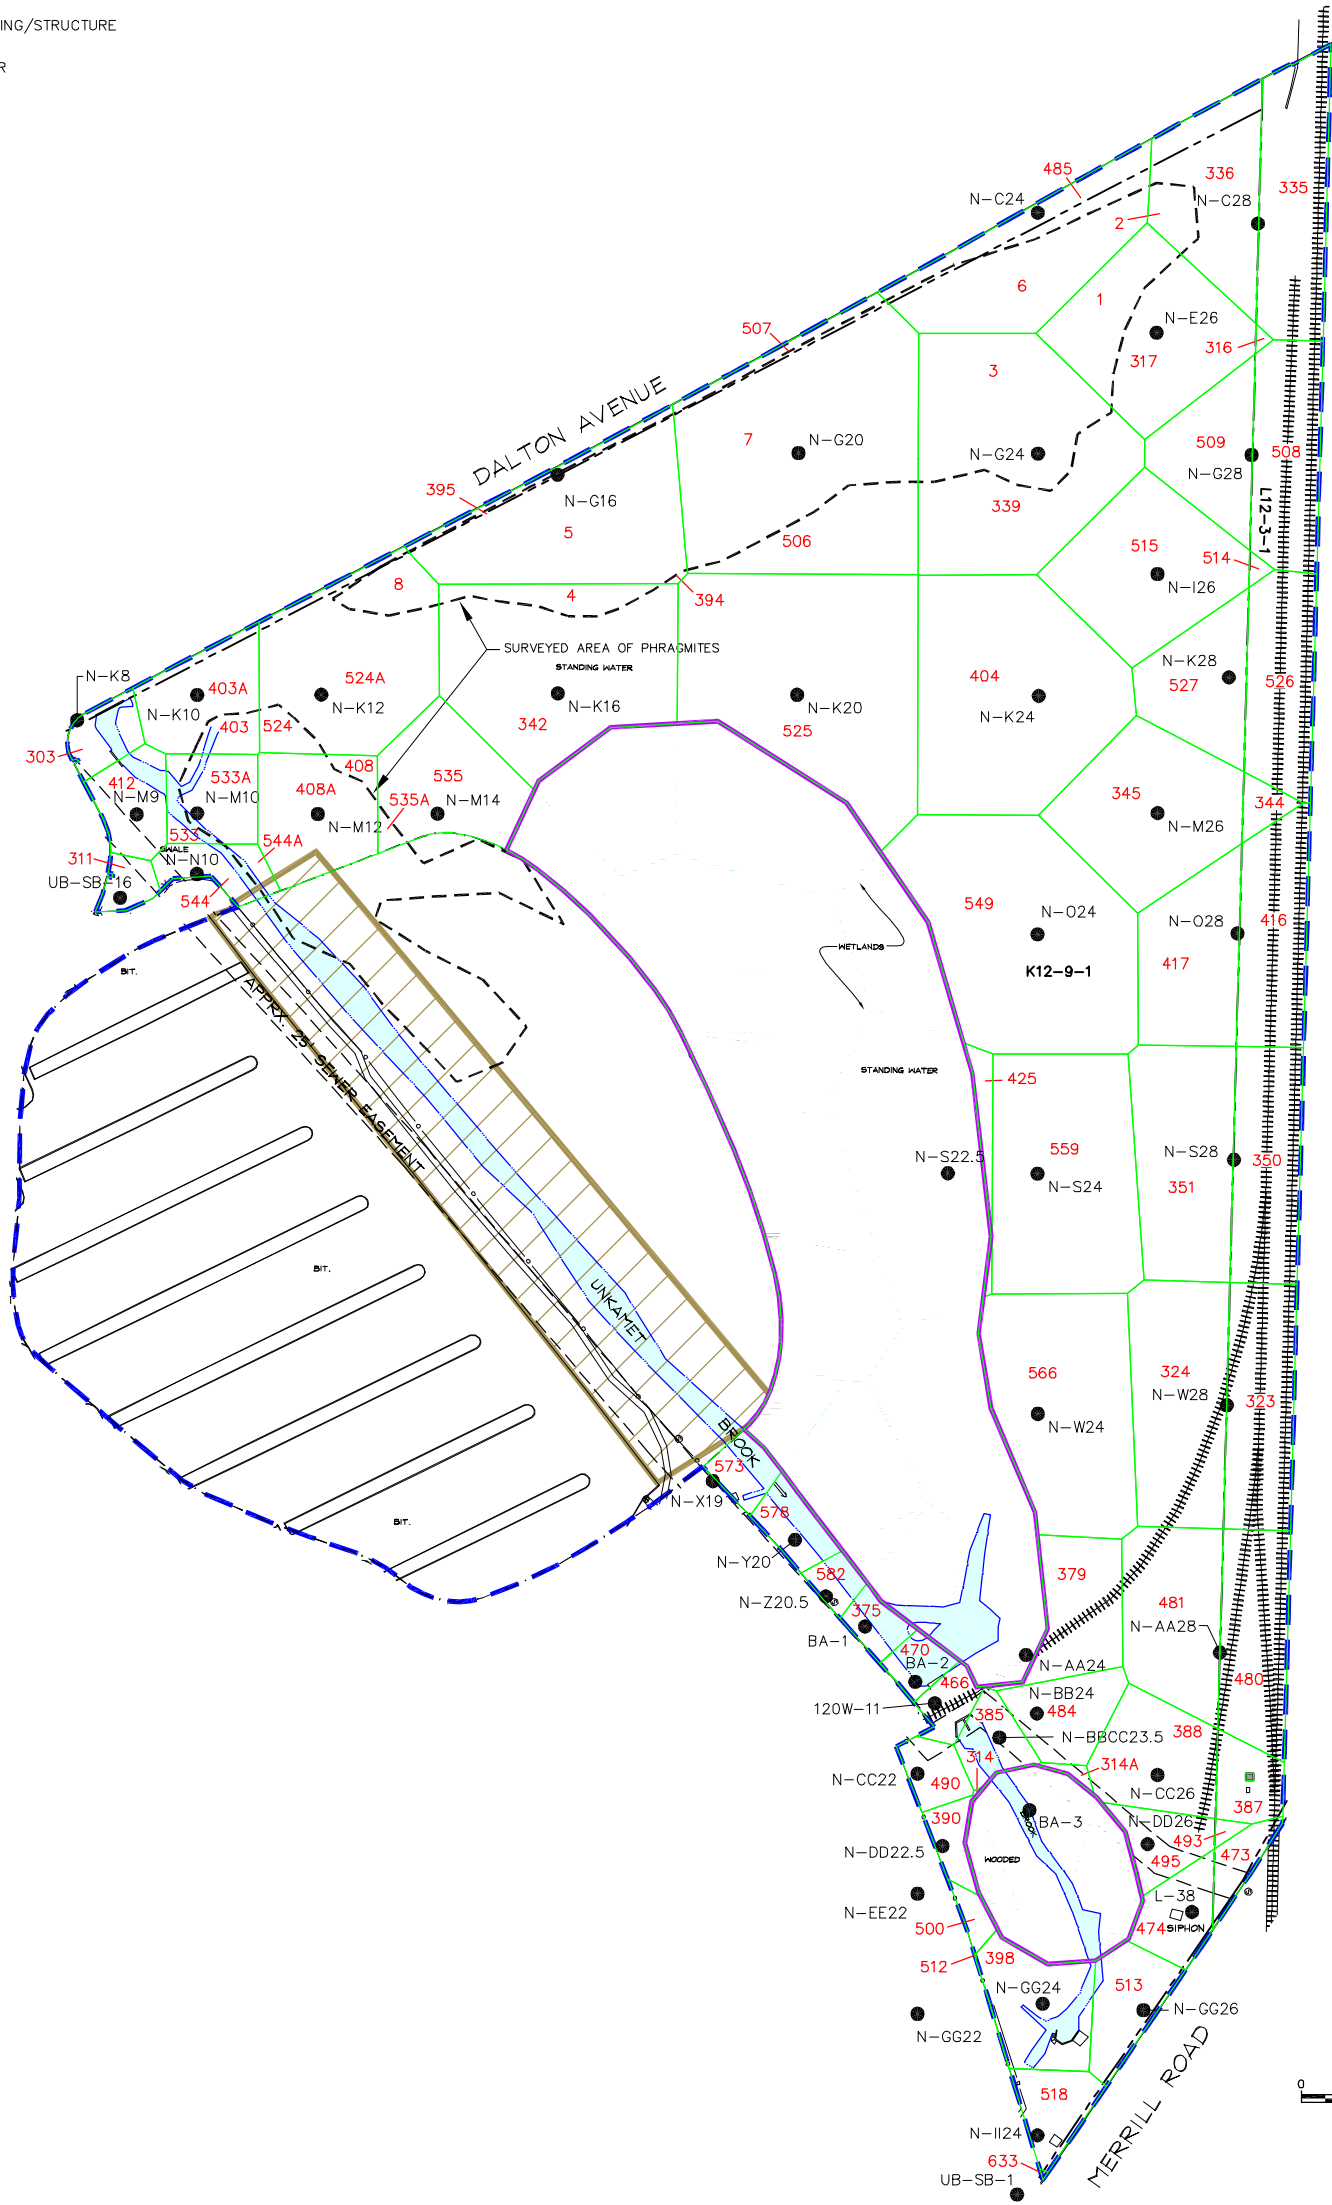 ING/STRUCTURE
R
485
336
335
N-C24
N-C28
2
6
1
N-E26
507
316
317
3
DALTON AVENUE
7
N-G20
509
508
N-G24
N-G28
395
N-G16
339
L12-3-1
5
506
515
514
8
4
394
N-I26
SURVEYED AREA OF PHRAGMITES
STANDING WATER
N-K28
N-K8
524A
404
527
526
403A
N-K10
N-K12
N-K16
N-K20
N-K24
403
524
342
525
303
408
533A
535
412
408A
345
344
N-M9
N-M10
535A
N-M14
N-M12
N-M26
533
544A
SWALE
311
N-N10
UB-SB-16
544
549
N-O24
N-O28
416
WETLANDS
BIT.
K12-9-1
417
APPRX. 25' SEWER EASEMENT
STANDING WATER
425
559
N-S28
N-S22.5
350
N-S24
351
BIT.
UNKAMET
566
324
N-W28
323
N-W24
BROOK
573
N-X19
578
BIT.
N-Y20
582
379
N-Z20.5
375
481
BA-1
N-AA28
470
BA-2
N-AA24
466
480
N-BB24
120W-11
385
484
388
N-BBCC23.5
314
314A
N-CC22
490
N-CC26
387
390
BA-3
N-DD26
BROOK
493
N-DD22.5
WOODED
495
473
N-EE22
L-38
500
474
SIPHON
512
398
N-GG24
513
N-GG26
N-GG22
518
MERRILL ROAD
0
N-II24
633
UB-SB-1